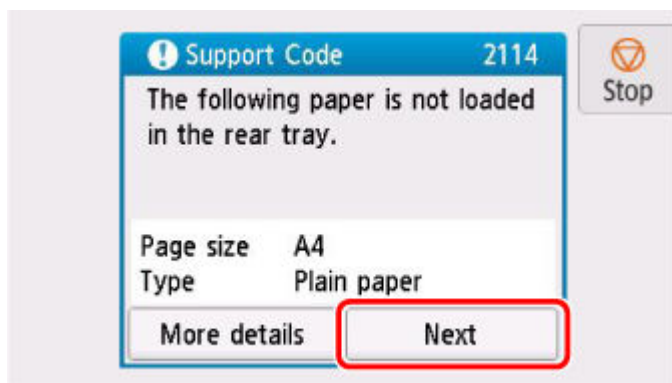 Support Code 2114
Stop
The following paper is not loaded
in the rear tray.
Page size A4
Type Plain paper
More details Next